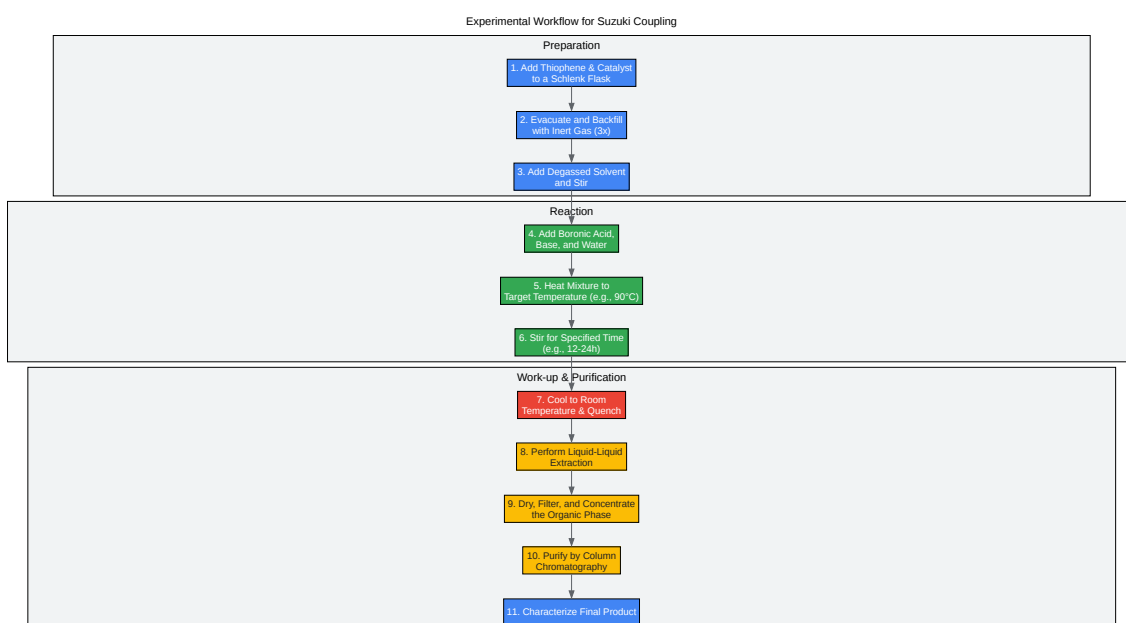 Experimental Workflow for Suzuki Coupling
Preparation
1. Add Thiophene & Catalyst
to a Schlenk Flask
2. Evacuate and Backfill
with Inert Gas (3x)
3. Add Degassed Solvent
and Stir
Reaction
4. Add Boronic Acid,
Base, and Water
5. Heat Mixture to
Target Temperature (e.g., 90°C)
6. Stir for Specified Time
(e.g., 12-24h)
Work-up & Purification
7. Cool to Room
Temperature & Quench
8. Perform Liquid-Liquid
Extraction
9. Dry, Filter, and Concentrate
the Organic Phase
10. Purify by Column
Chromatography
11. Characterize Final Product